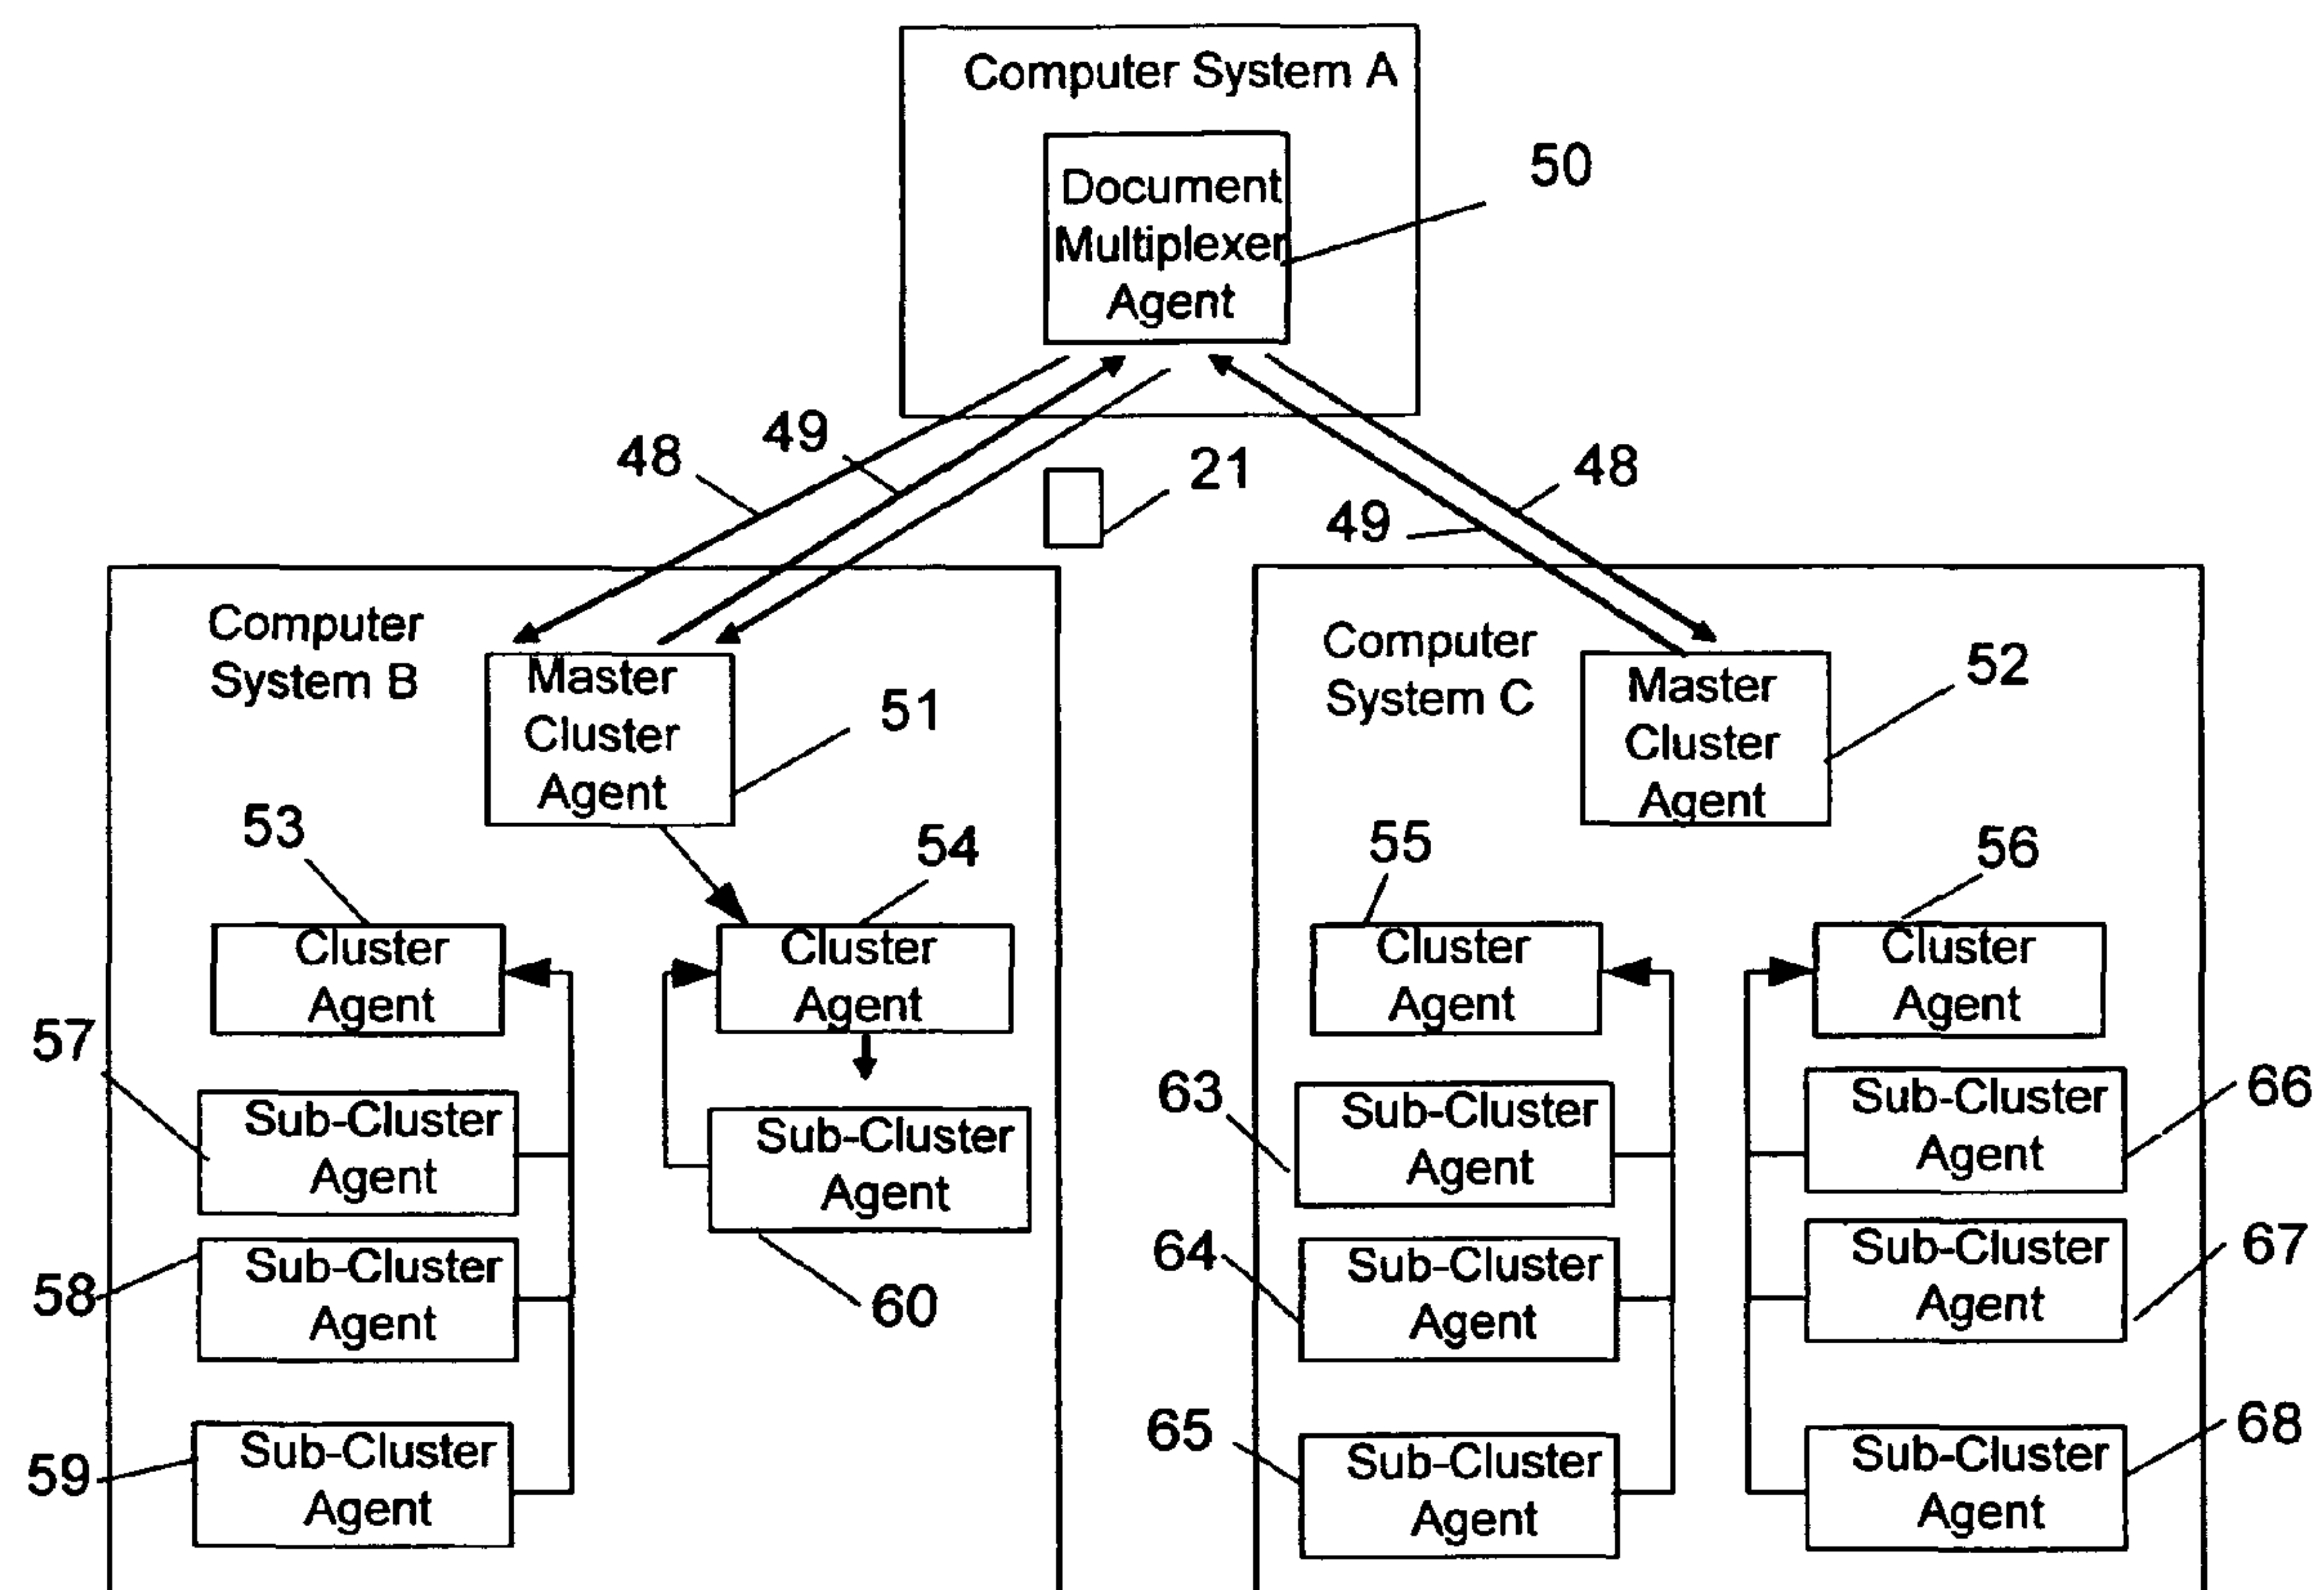 Computer System A
Document
Multiplexer
Agent
50
48
49
21
48
49
Computer
System B
Master
Cluster
Agent
51
Computer
System C
Master
Cluster
Agent
52
53
54
55
56
Cluster
Agent
Cluster
Agent
Cluster
Agent
Cluster
Agent
57
Sub-Cluster
Agent
Sub-Cluster
Agent
60
58
Sub-Cluster
Agent
59
Sub-Cluster
Agent
63
Sub-Cluster
Agent
Sub-Cluster
Agent
66
64
Sub-Cluster
Agent
Sub-Cluster
Agent
67
65
Sub-Cluster
Agent
Sub-Cluster
Agent
68